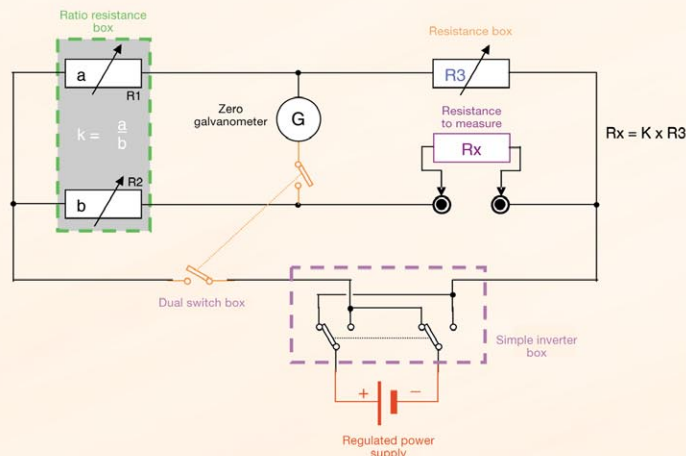 Ratio resistance
box
a
R1
k = a
b
R2
b
Zero
galvanometer
G
Resistance box
R3
Resistance
to measure
Rx
Rx = K x R3
Dual switch box
Simple inverter
box
+
−
Regulated power
supply